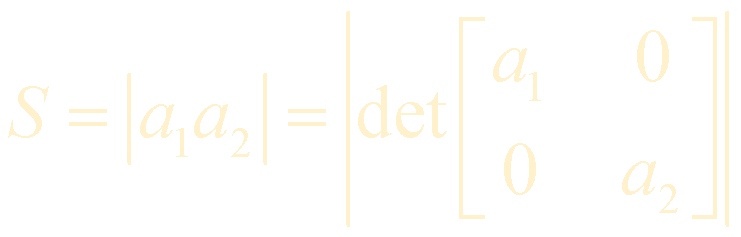 S = |a₁a₂| = |det [a₁ 0
0 a₂]|